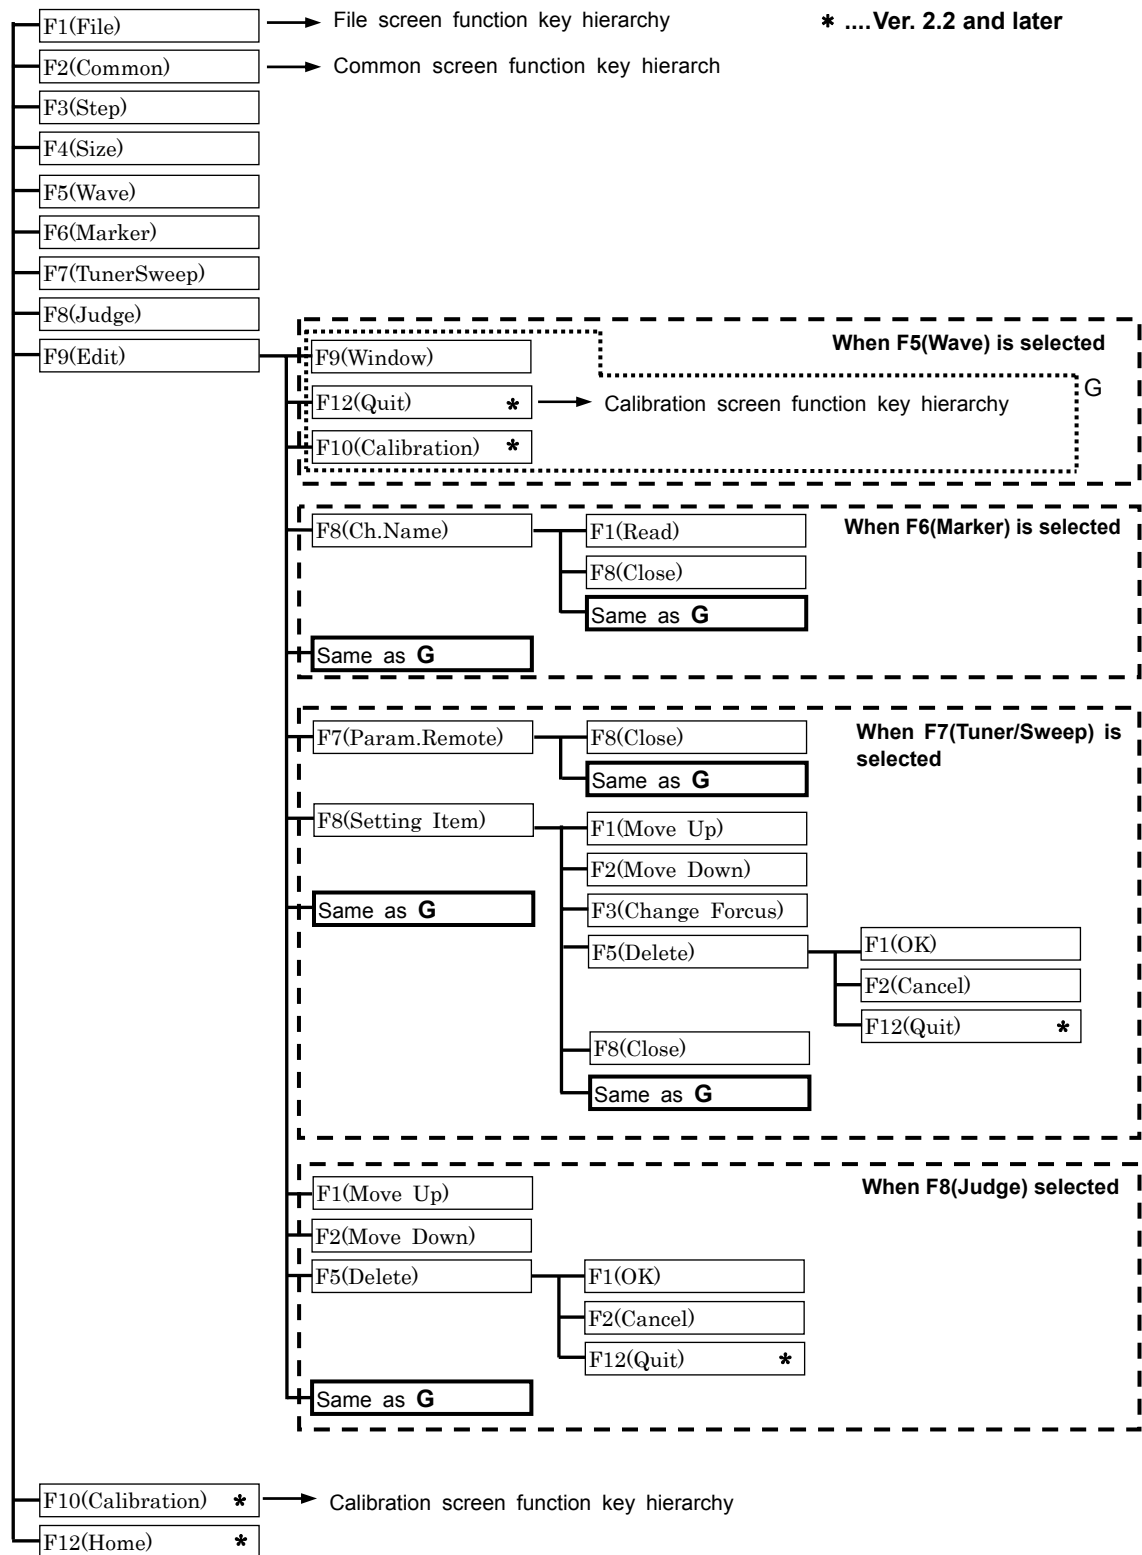 F1(File)
File screen function key hierarchy
* ....Ver. 2.2 and later
F2(Common)
Common screen function key hierarch
F3(Step)
F4(Size)
F5(Wave)
F6(Marker)
F7(TunerSweep)
F8(Judge)
F9(Edit)
When F5(Wave) is selected
F9(Window)
G
F12(Quit) *
Calibration screen function key hierarchy
F10(Calibration) *
When F6(Marker) is selected
F8(Ch.Name)
F1(Read)
F8(Close)
Same as G
Same as G
When F7(Tuner/Sweep) is
selected
F7(Param.Remote)
F8(Close)
Same as G
F8(Setting Item)
F1(Move Up)
F2(Move Down)
Same as G
F3(Change Forcus)
F5(Delete)
F1(OK)
F2(Cancel)
F12(Quit) *
F8(Close)
Same as G
When F8(Judge) selected
F1(Move Up)
F2(Move Down)
F5(Delete)
F1(OK)
F2(Cancel)
F12(Quit) *
Same as G
F10(Calibration) *
Calibration screen function key hierarchy
F12(Home) *